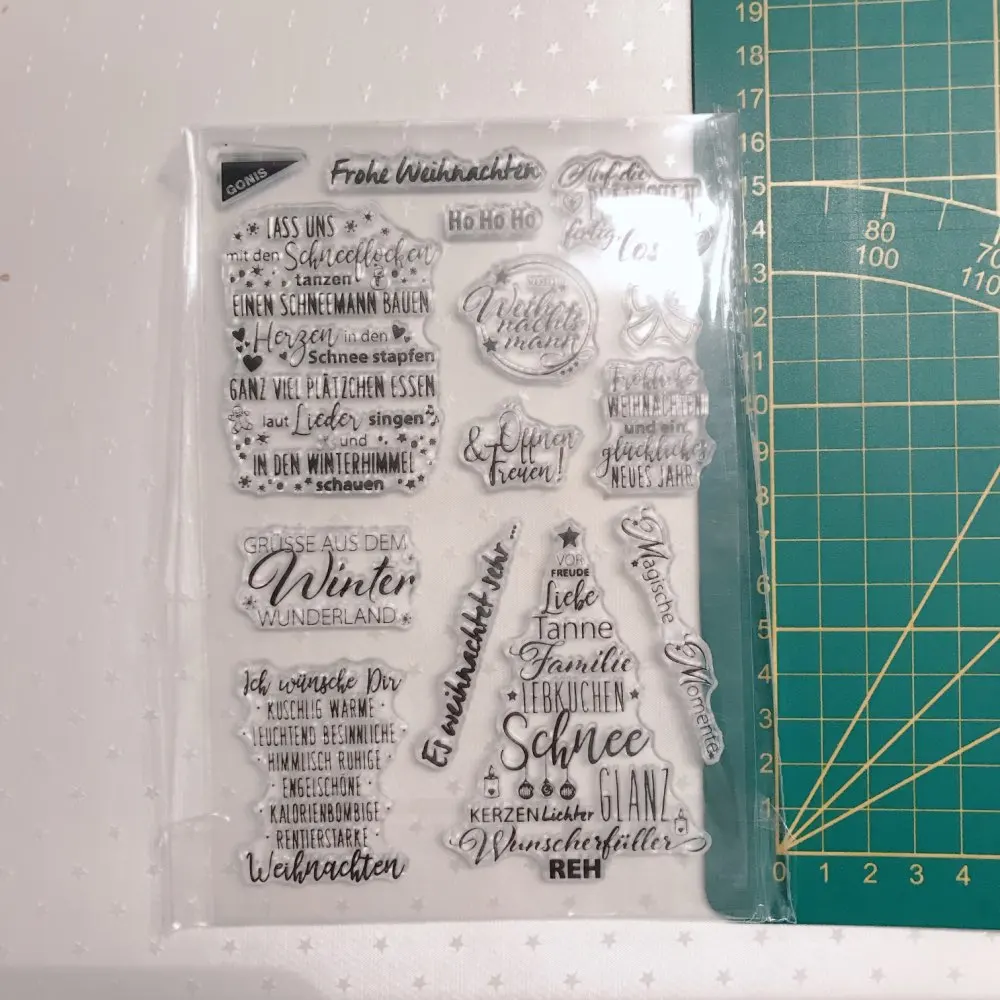 GONIS
Frohe Weihnachten
Auf die
fertig
los
Ho Ho Ho
LASS UNS
mit den Schneeflocken
tanzen
EINEN SCHNEEMANN BAUEN
Herzen in den
Schnee stapfen
GANZ VIEL PLÄTZCHEN ESSEN
laut Lieder singen
und
IN DEN WINTERHIMMEL
schauen
Weihnachts
mann
& Öffnen
Freuen!
Fröhliche
WEIHNACHTEN
und ein
glückliches
NEUES JAHR
GRÜSSE AUS DEM
Winter
WUNDERLAND
Es weihnachtet sehr...
VOR
FREUDE
Liebe
Tanne
Familie
LEBKUCHEN
Schnee
GLANZ
KERZEN Lichter
Wunscherfüller
REH
Magische
Momente
Ich wünsche Dir
· KUSCHLIG WARME ·
· LEUCHTEND BESINNLICHE ·
· HIMMLISCH RUHIGE ·
· ENGELSCHÖNE ·
· KALORIENBOMBIGE ·
· RENTIERSTARKE ·
Weihnachten
19
18
17
16
15
14
13
12
11
10
9
8
7
6
5
4
3
2
1
0 1 2 3 4
80
100
70
110